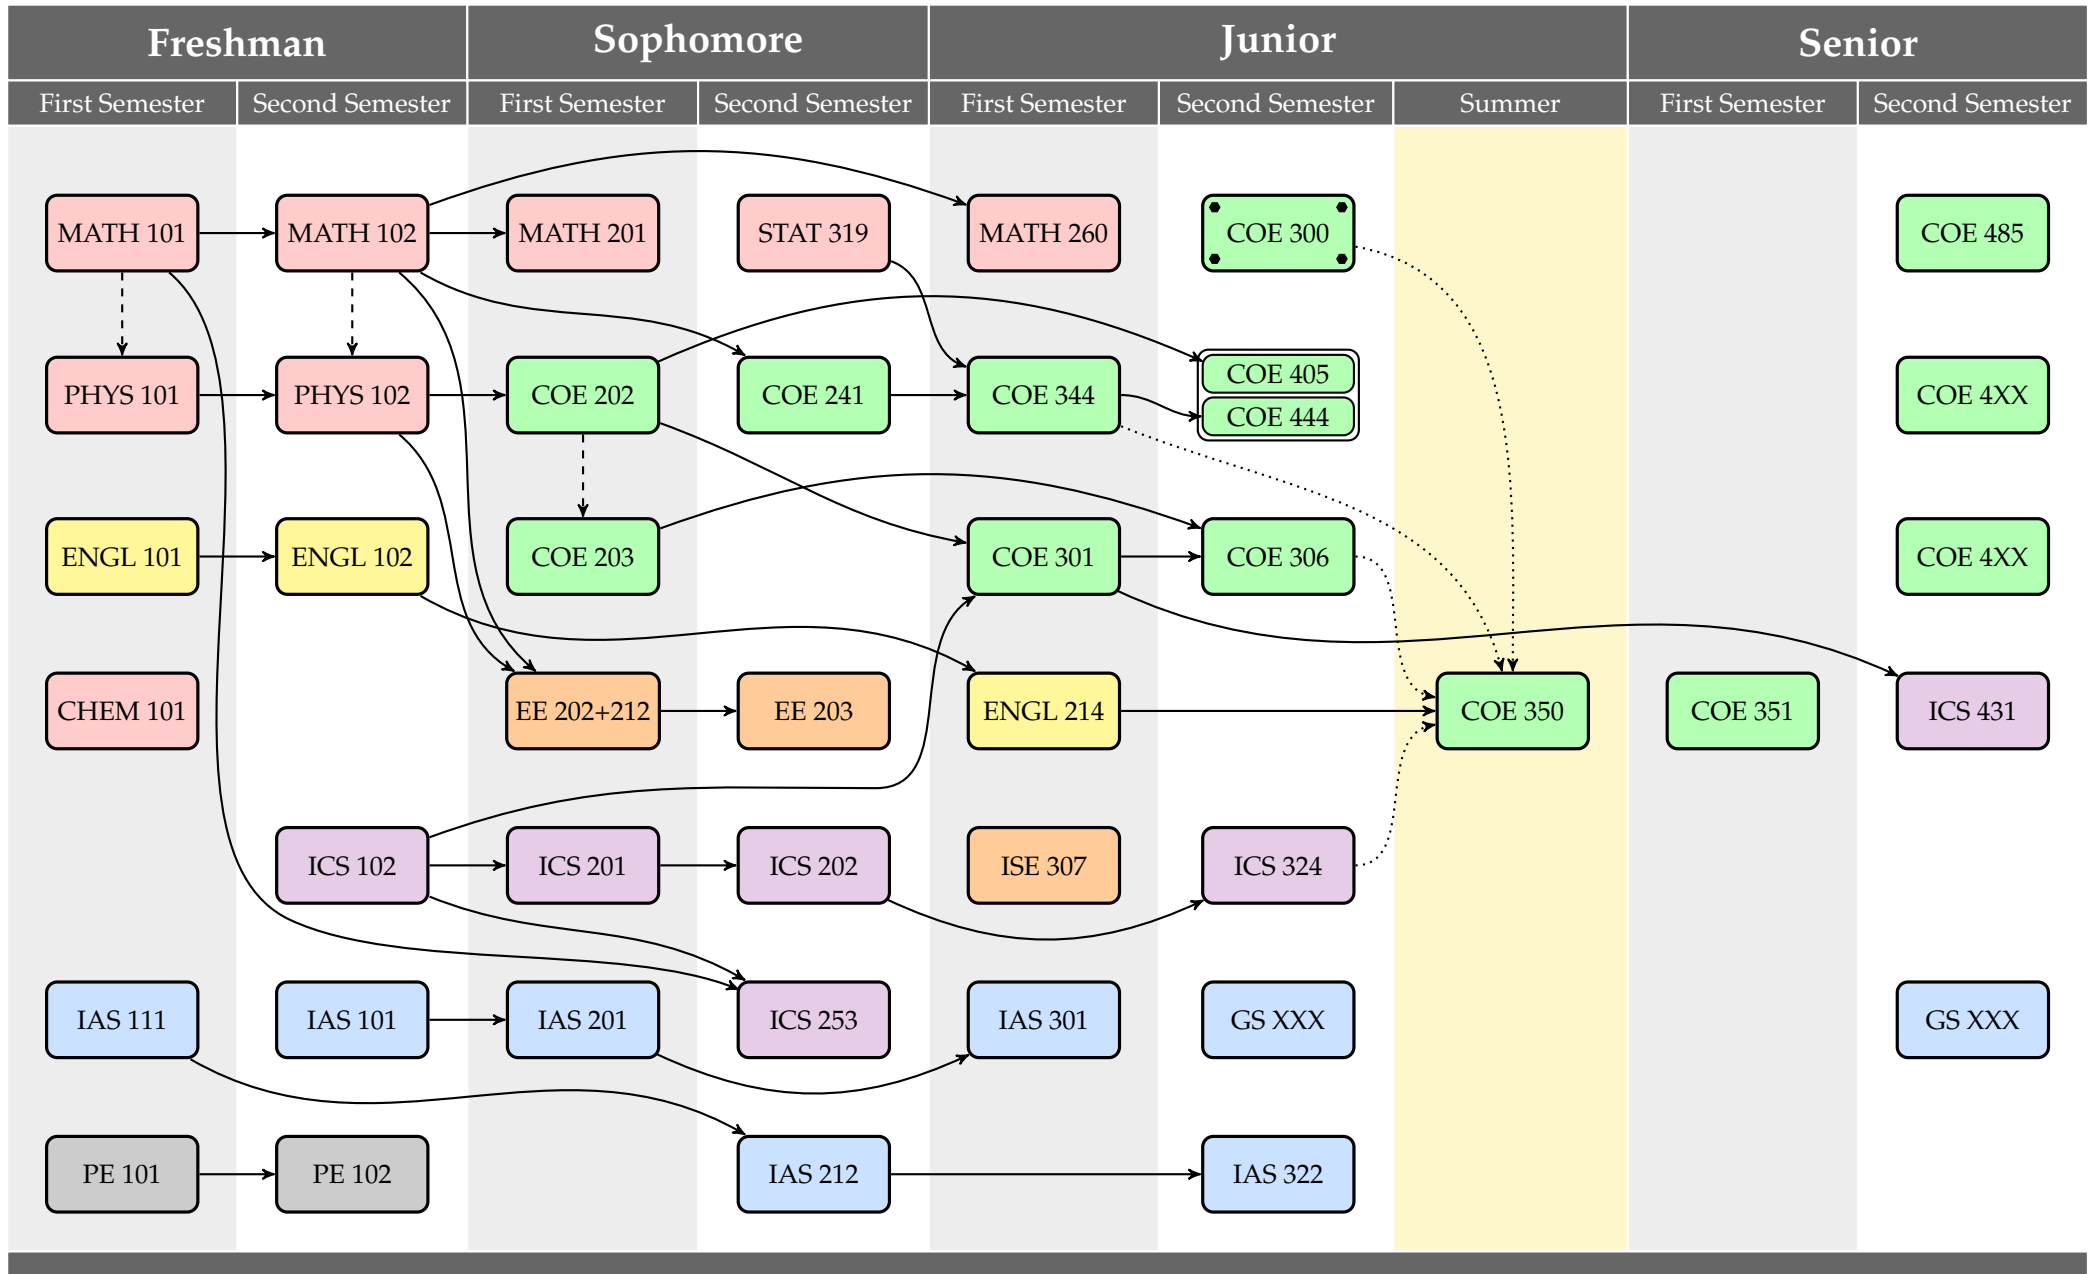 Freshman Sophomore Junior Senior
First Semester Second Semester First Semester Second Semester First Semester Second Semester Summer First Semester Second Semester
MATH 101 MATH 102 MATH 201 STAT 319 MATH 260 COE 300 COE 485
PHYS 101 PHYS 102 COE 202 COE 241 COE 344 COE 405 COE 4XX
COE 444
ENGL 101 ENGL 102 COE 203 COE 301 COE 306 COE 4XX
CHEM 101 EE 202+212 EE 203 ENGL 214 COE 350 COE 351 ICS 431
ICS 102 ICS 201 ICS 202 ISE 307 ICS 324
IAS 111 IAS 101 IAS 201 ICS 253 IAS 301 GS XXX GS XXX
PE 101 PE 102 IAS 212 IAS 322